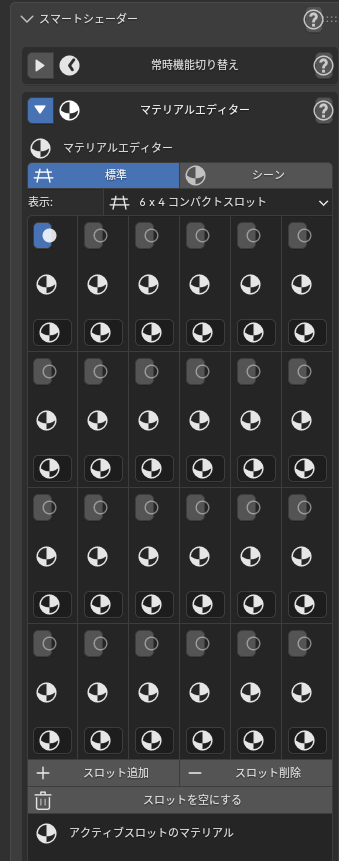 スマートシェーダー
常時機能切り替え
マテリアルエディター
マテリアルエディター
標準
シーン
表示:
6 x 4 コンパクトスロット
スロット追加
スロット削除
スロットを空にする
アクティブスロットのマテリアル